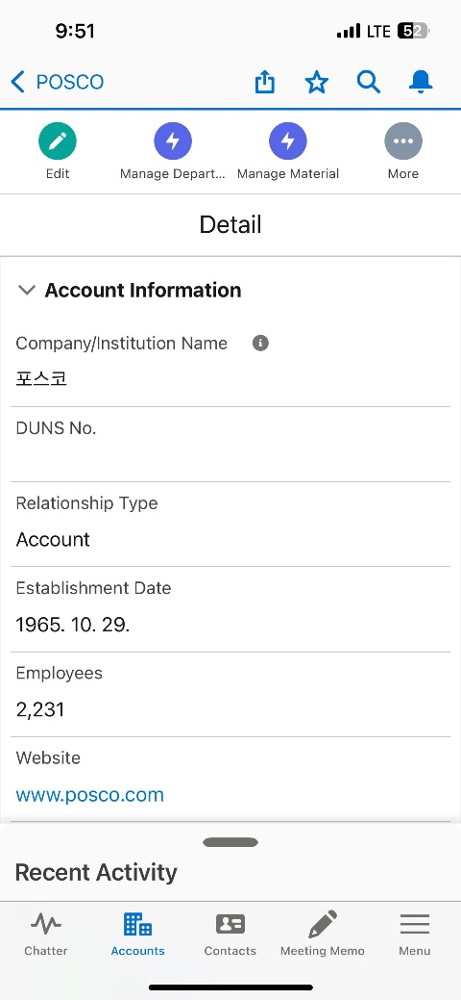 9:51
LTE
52
POSCO
Edit
Manage Depart...
Manage Material
More
Detail
Account Information
Company/Institution Name
포스코
DUNS No.
Relationship Type
Account
Establishment Date
1965. 10. 29.
Employees
2,231
Website
www.posco.com
Recent Activity
Chatter
Accounts
Contacts
Meeting Memo
Menu